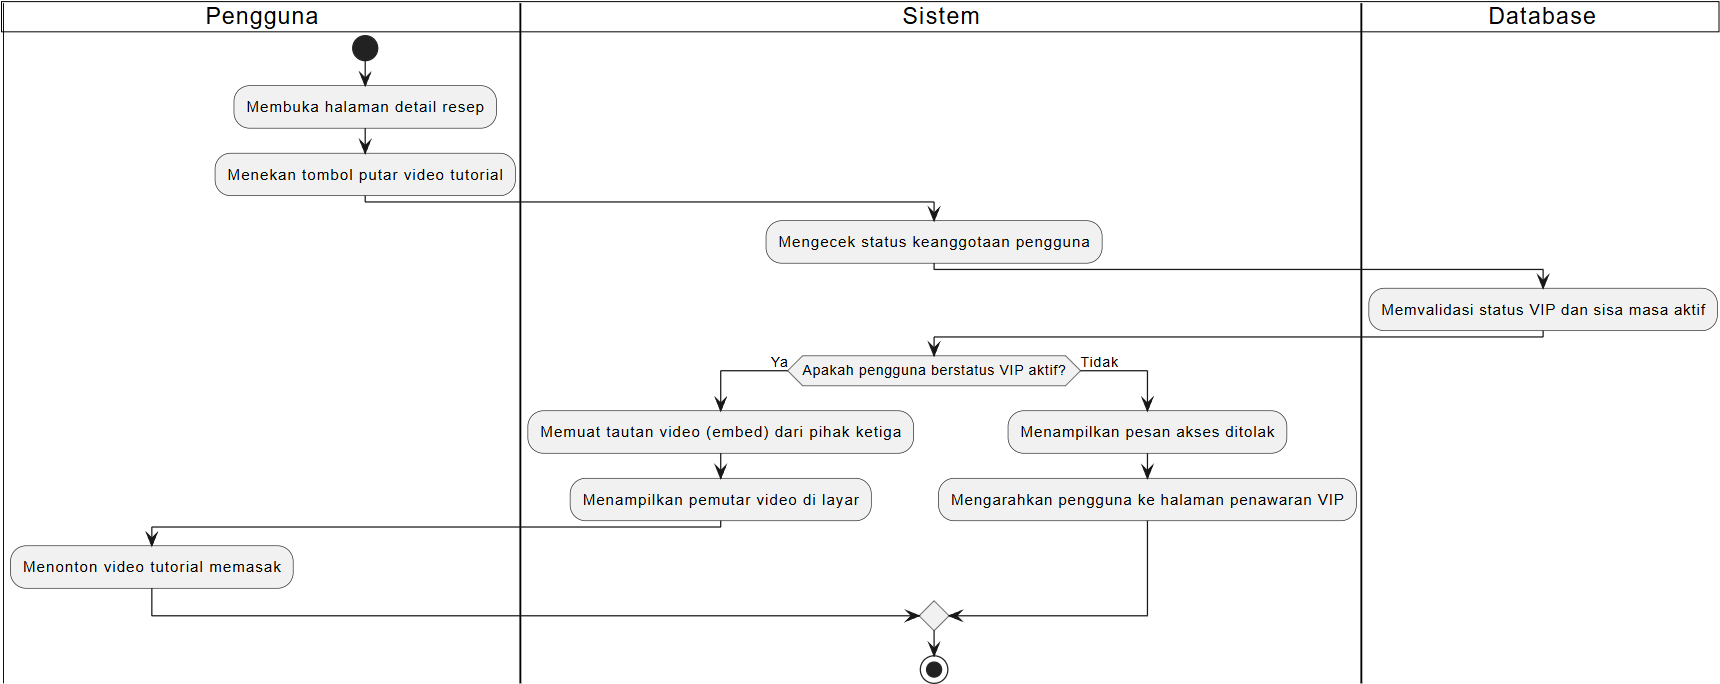 Pengguna
Sistem
Database
Membuka halaman detail resep
Menekan tombol putar video tutorial
Mengecek status keanggotaan pengguna
Memvalidasi status VIP dan sisa masa aktif
Ya
Apakah pengguna berstatus VIP aktif?
Tidak
Memuat tautan video (embed) dari pihak ketiga
Menampilkan pesan akses ditolak
Menampilkan pemutar video di layar
Mengarahkan pengguna ke halaman penawaran VIP
Menonton video tutorial memasak